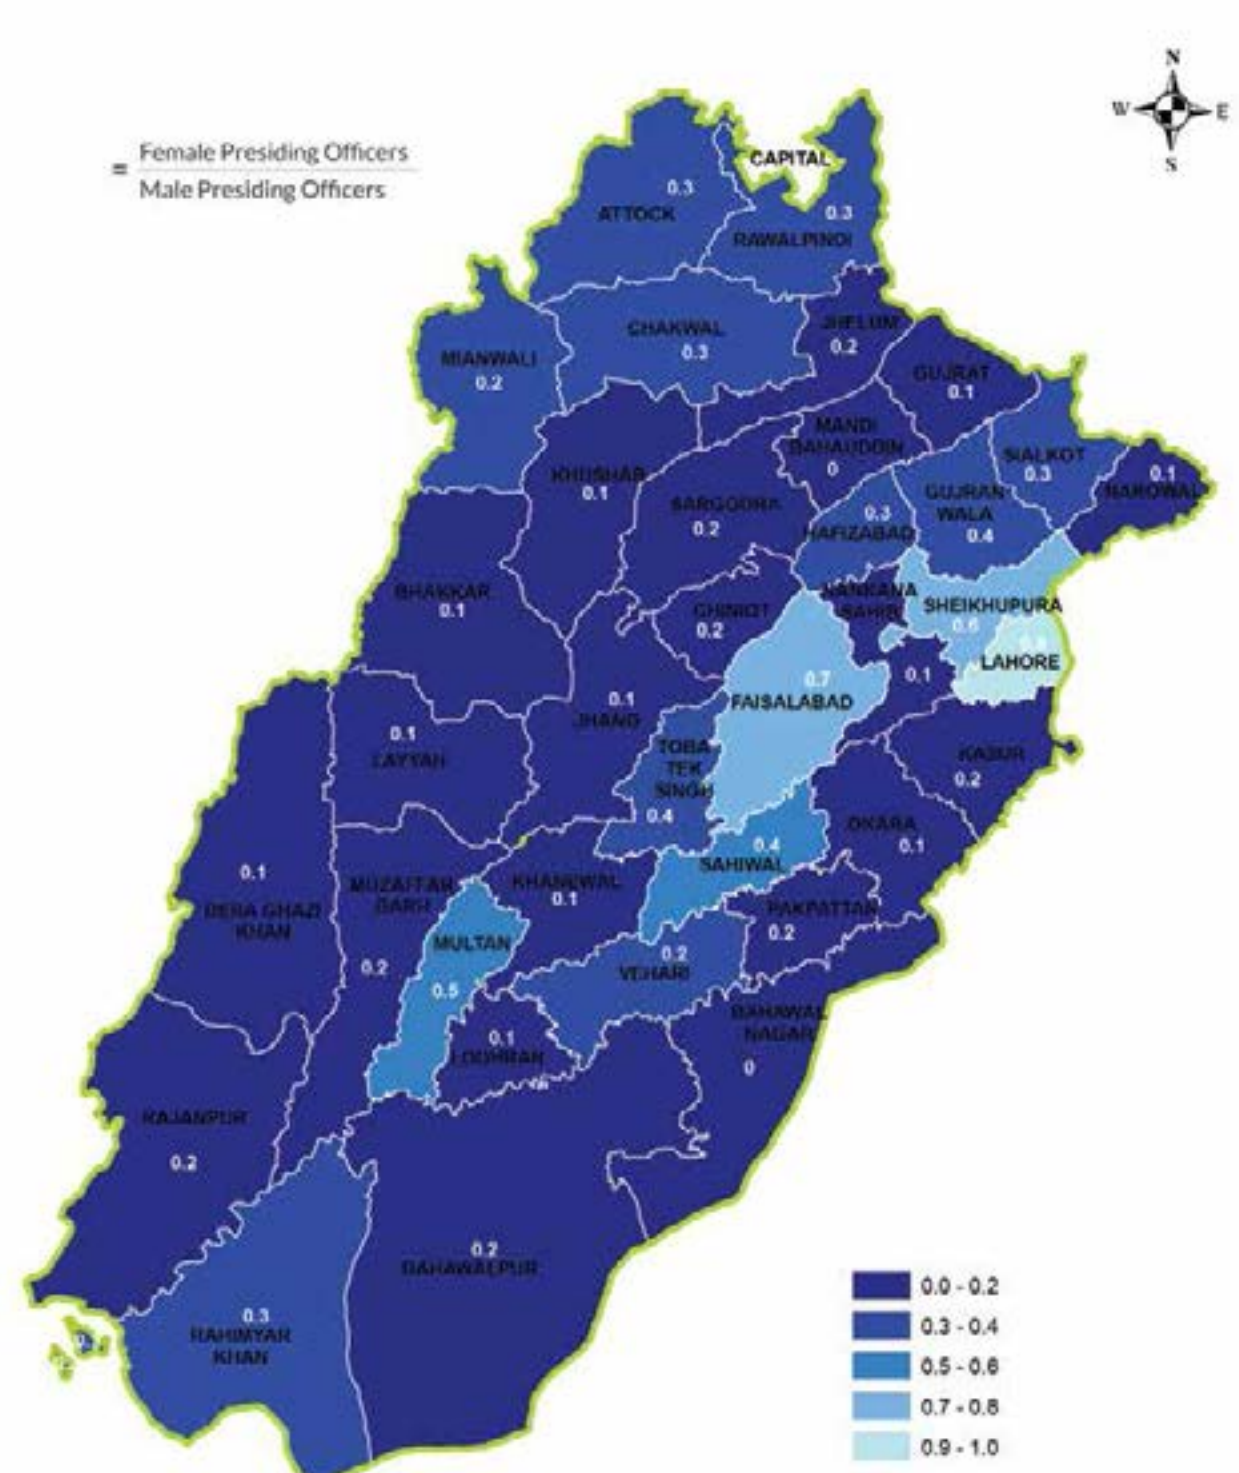 N
W E
S
= Female Presiding Officers
Male Presiding Officers
CAPITAL
0.3
ATTOCK
0.3
RAWALPINDI
CHAKWAL
0.3
JHELUM
0.2
MIANWALI
0.2
GUJRAT
0.1
MANDI
BAHAUDDIN
0
SIALKOT
0.3
0.1
NAROWAL
KHUSHAB
0.1
SARGODHA
0.2
GUJRAN
WALA
0.4
0.3
HAFIZABAD
BHAKKAR
0.1
CHINIOT
0.2
NANKANA
SAHIB
0.1
SHEIKHUPURA
0.6
LAHORE
0.7
FAISALABAD
0.1
JHANG
0.1
LAYYAH
TOBA
TEK
SINGH
0.4
KASUR
0.2
OKARA
0.1
0.4
SAHIWAL
0.1
DERA GHAZI
KHAN
MUZAFFAR
GARH
0.2
KHANEWAL
0.1
PAKPATTAN
0.2
MULTAN
0.5
0.2
VEHARI
BAHAWAL
NAGAR
0
0.1
LODHRAN
RAJANPUR
0.2
0.2
BAHAWALPUR
0.3
RAHIMYAR
KHAN
0.0 - 0.2
0.3 - 0.4
0.5 - 0.6
0.7 - 0.8
0.9 - 1.0